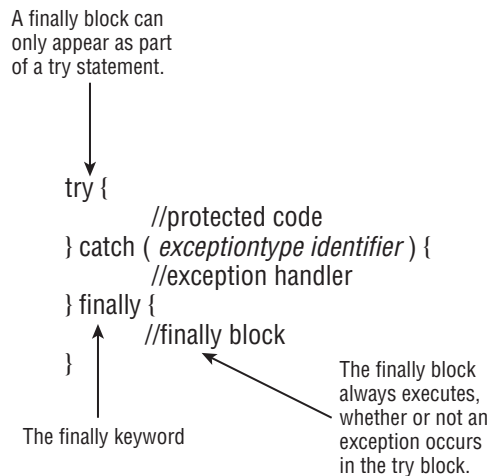 A finally block can
only appear as part
of a try statement.
try {
//protected code
} catch ( exceptiontype identifier ) {
//exception handler
} finally {
//finally block
}
The finally keyword
The finally block
always executes,
whether or not an
exception occurs
in the try block.